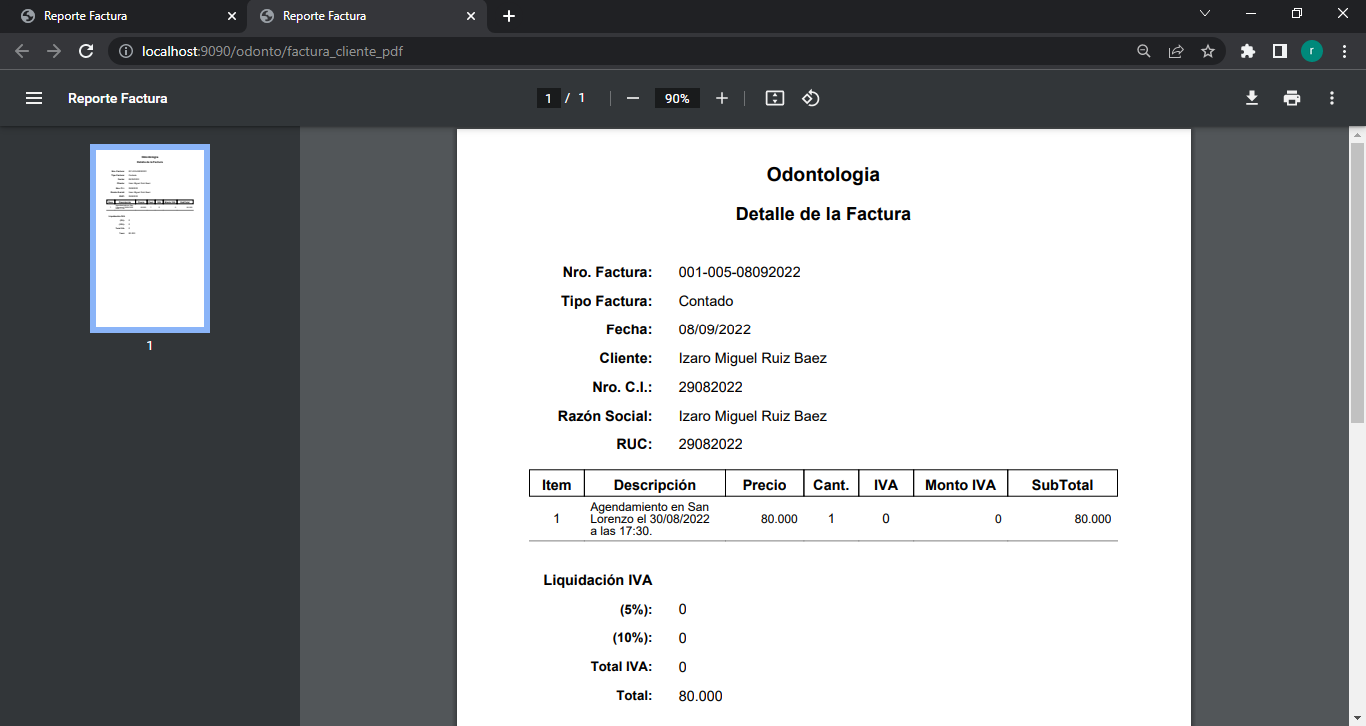 Reporte Factura
Reporte Factura
localhost:9090/odonto/factura_cliente_pdf
r
Reporte Factura
1 / 1
90%
1
Odontologia
Detalle de la Factura
Nro. Factura: 001-005-08092022
Tipo Factura: Contado
Fecha: 08/09/2022
Cliente: Izaro Miguel Ruiz Baez
Nro. C.I.: 29082022
Razón Social: Izaro Miguel Ruiz Baez
RUC: 29082022
Item Descripción Precio Cant. IVA Monto IVA SubTotal
Agendamiento en San
1 Lorenzo el 30/08/2022 80.000 1 0 0 80.000
a las 17:30.
Liquidación IVA
(5%): 0
(10%): 0
Total IVA: 0
Total: 80.000